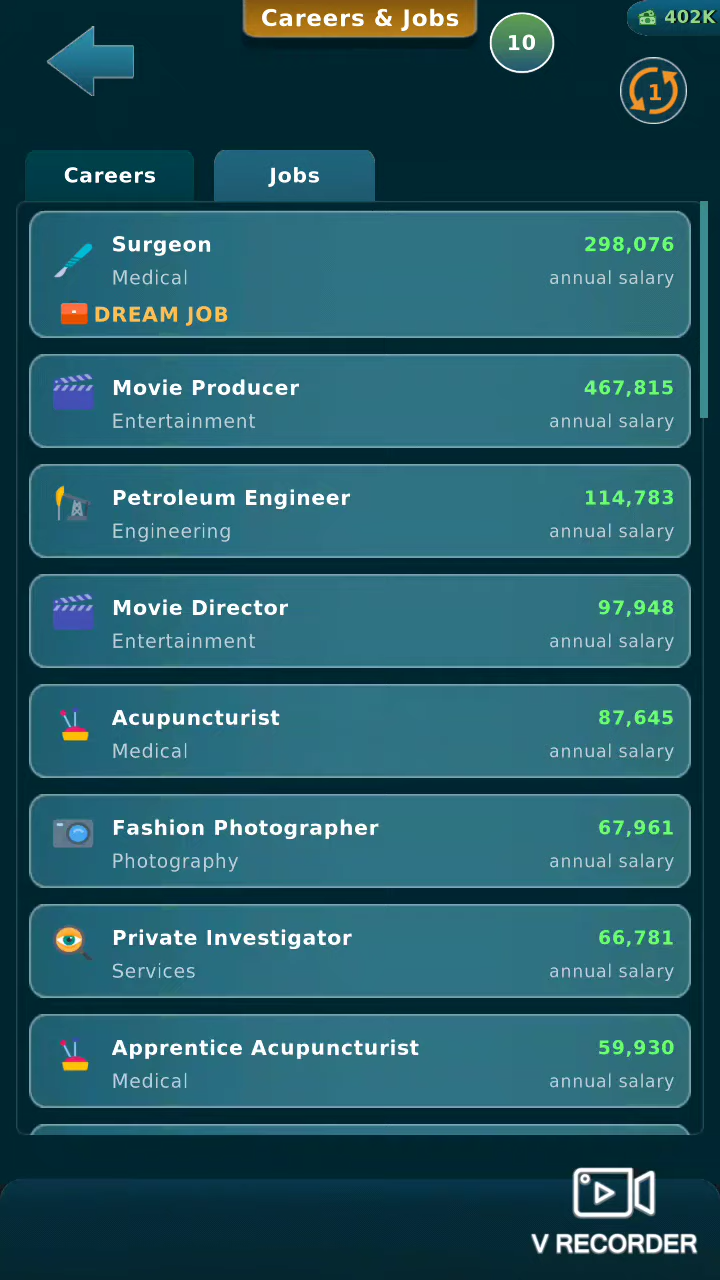 Careers & Jobs
10
402K
1
Careers
Jobs
Surgeon
298,076
Medical
annual salary
DREAM JOB
Movie Producer
467,815
Entertainment
annual salary
Petroleum Engineer
114,783
Engineering
annual salary
Movie Director
97,948
Entertainment
annual salary
Acupuncturist
87,645
Medical
annual salary
Fashion Photographer
67,961
Photography
annual salary
Private Investigator
66,781
Services
annual salary
Apprentice Acupuncturist
59,930
Medical
annual salary
V RECORDER